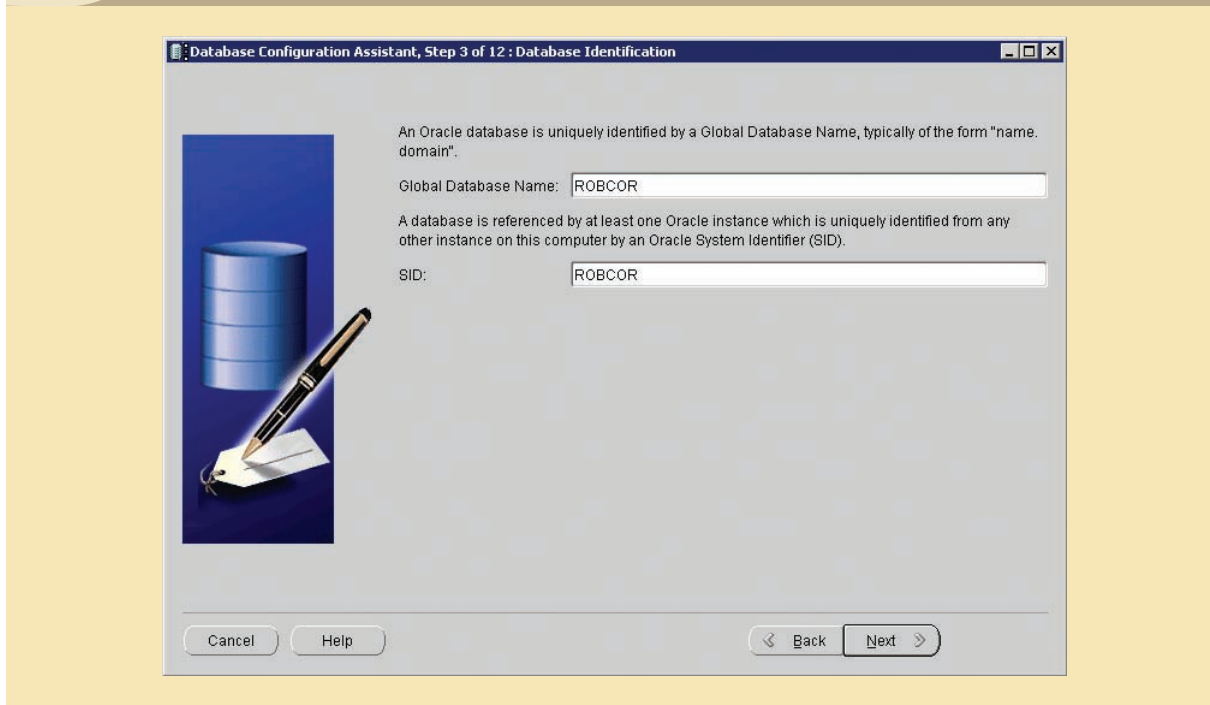 Database Configuration Assistant, Step 3 of 12 : Database Identification
An Oracle database is uniquely identified by a Global Database Name, typically of the form "name.
domain".
Global Database Name: ROBCOR
A database is referenced by at least one Oracle instance which is uniquely identified from any
other instance on this computer by an Oracle System Identifier (SID).
SID: ROBCOR
Cancel Help Back Next